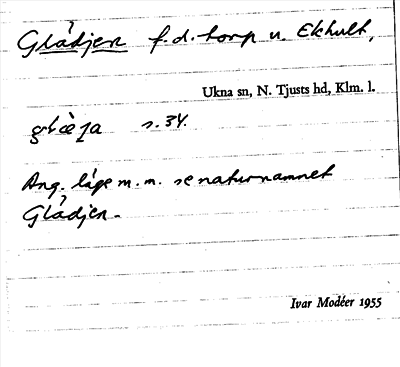 Glädjen f.d. torp u. Ekhult,
Ukna sn, N. Tjusts hd, Klm. l.
s. 34.
Ang. läge m.m. se naturnamnet
Glädjen.
Ivar Modéer 1955